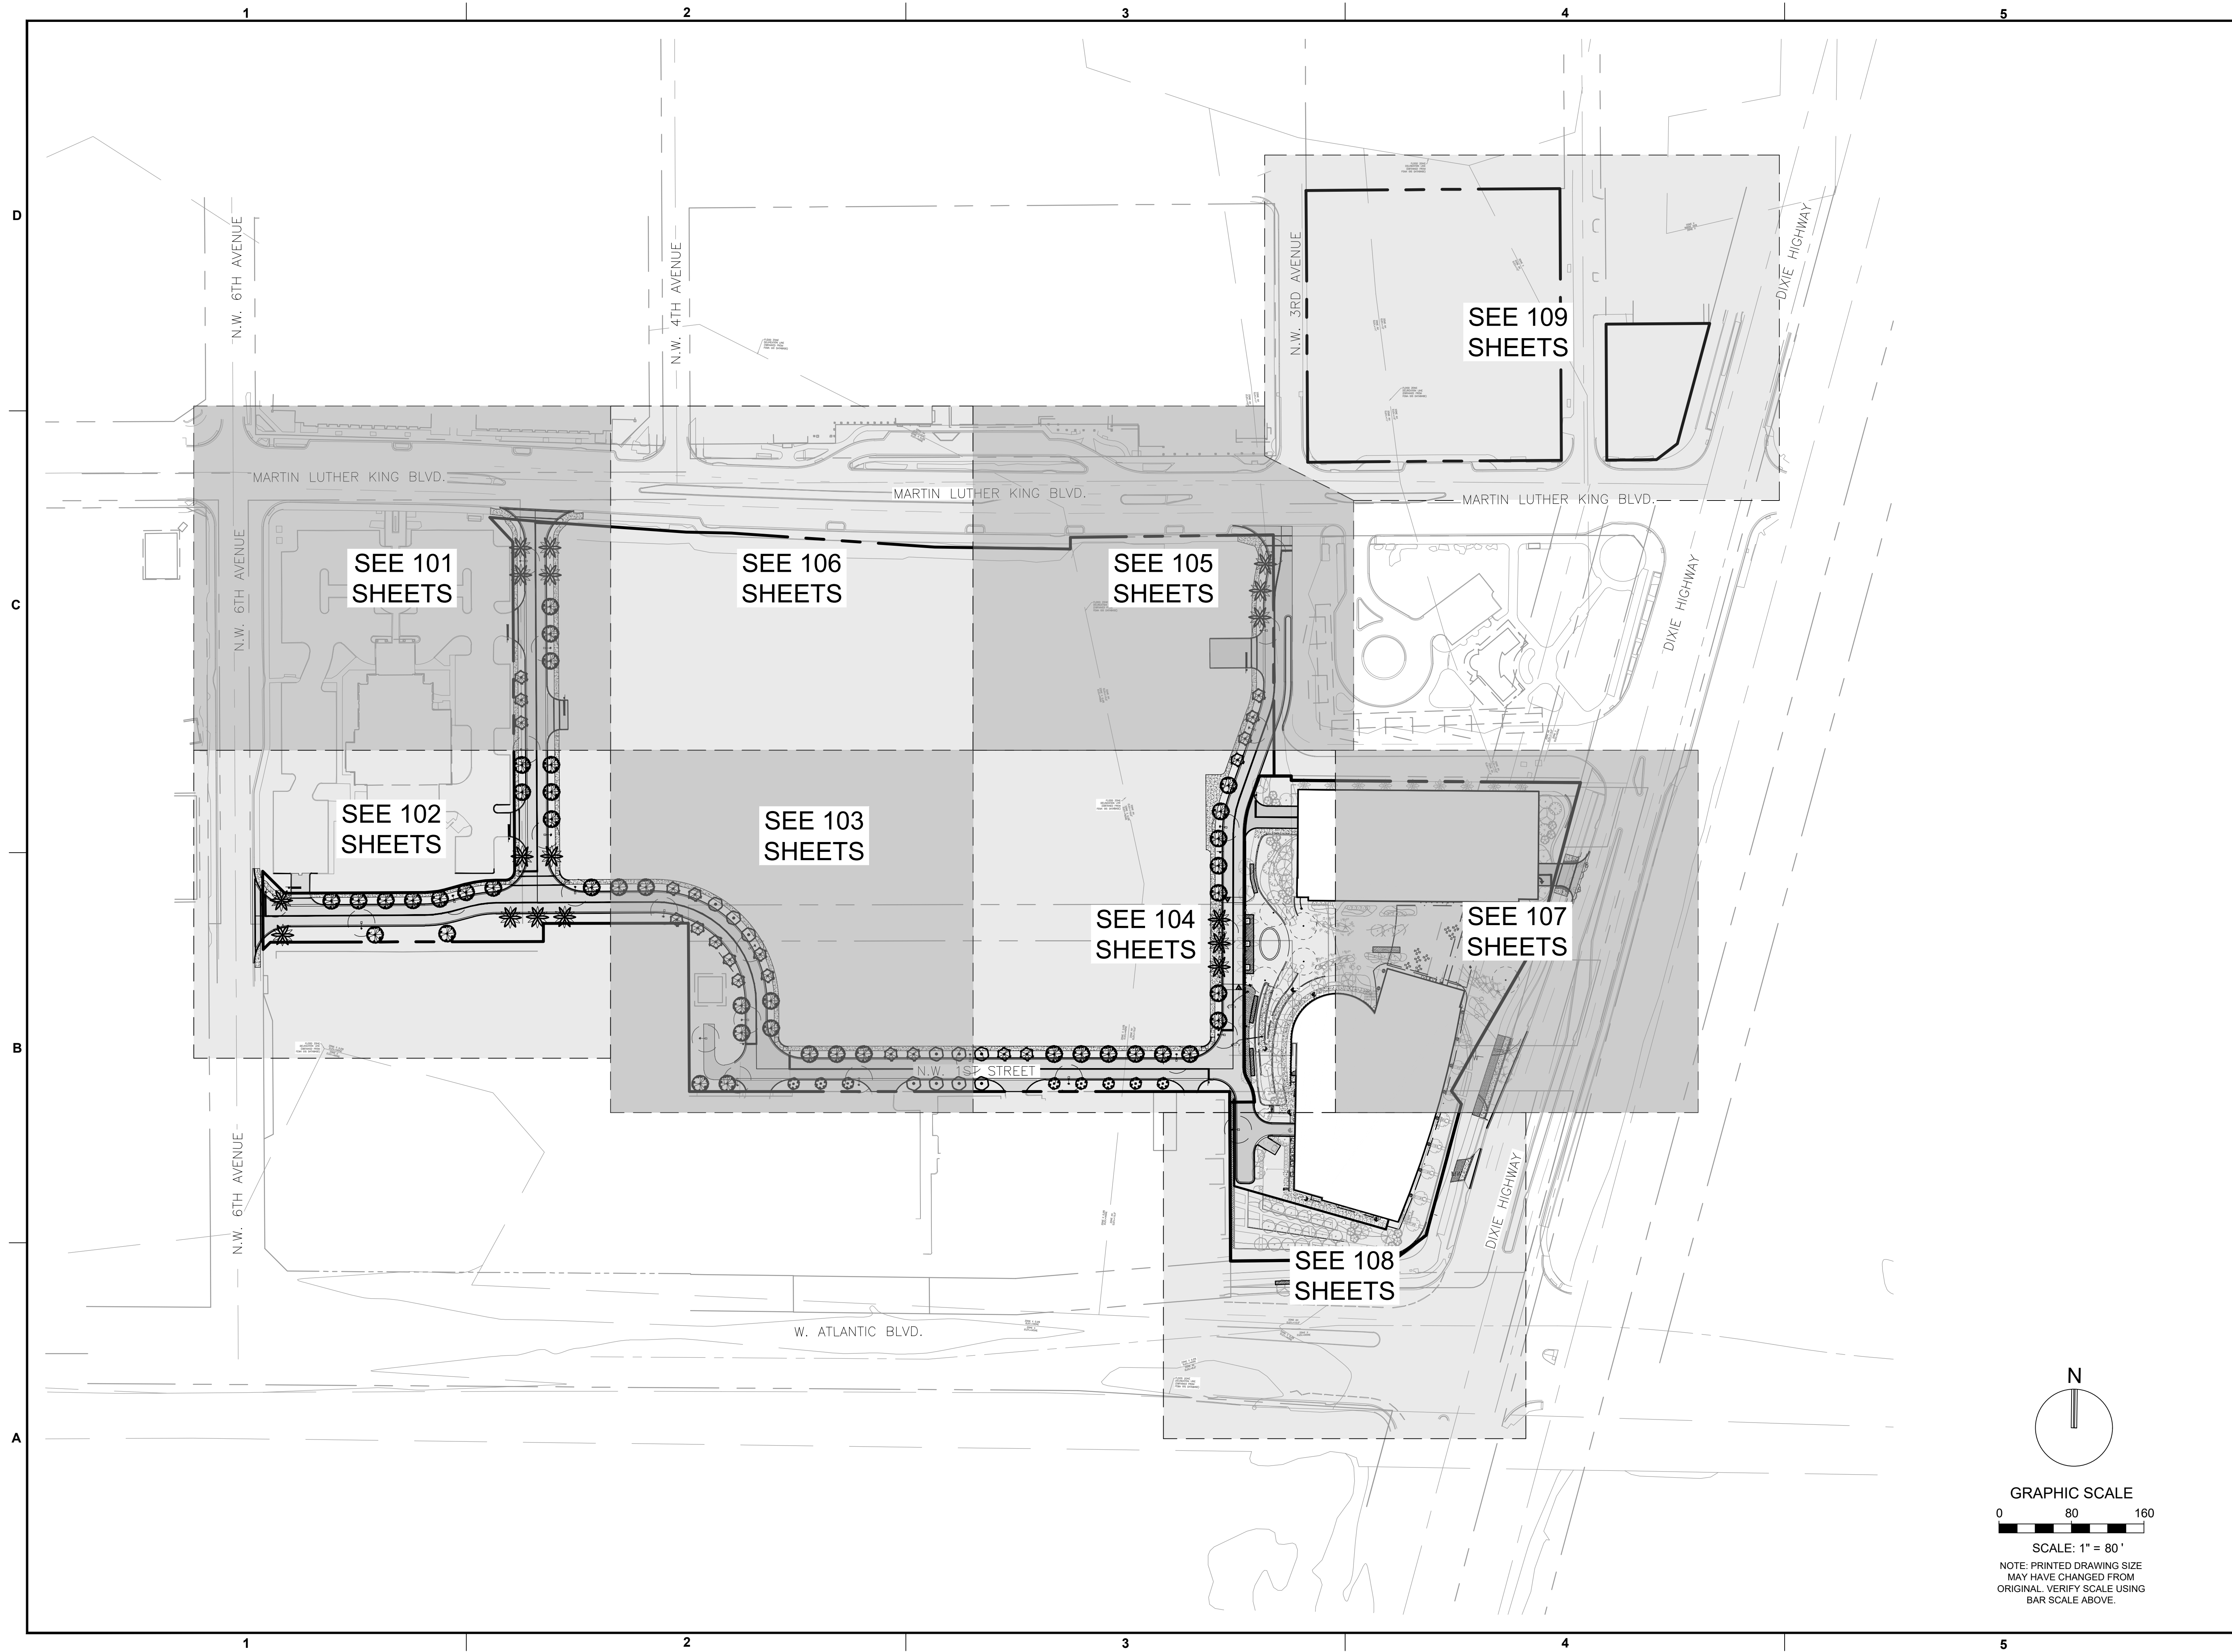 1 2 3 4 5
D
N.W. 6TH AVENUE
N.W. 4TH AVENUE
N.W. 3RD AVENUE
DIXIE HIGHWAY
SEE 109
SHEETS
MARTIN LUTHER KING BLVD.
MARTIN LUTHER KING BLVD.
MARTIN LUTHER KING BLVD.
C
N.W. 6TH AVENUE
SEE 101
SHEETS
SEE 106
SHEETS
SEE 105
SHEETS
DIXIE HIGHWAY
SEE 102
SHEETS
SEE 103
SHEETS
SEE 104
SHEETS
SEE 107
SHEETS
B
N.W. 1ST STREET
N.W. 6TH AVENUE
DIXIE HIGHWAY
SEE 108
SHEETS
W. ATLANTIC BLVD.
A
N
GRAPHIC SCALE
0 80 160
SCALE: 1" = 80 '
NOTE: PRINTED DRAWING SIZE
MAY HAVE CHANGED FROM
ORIGINAL. VERIFY SCALE USING
BAR SCALE ABOVE.
1 2 3 4 5